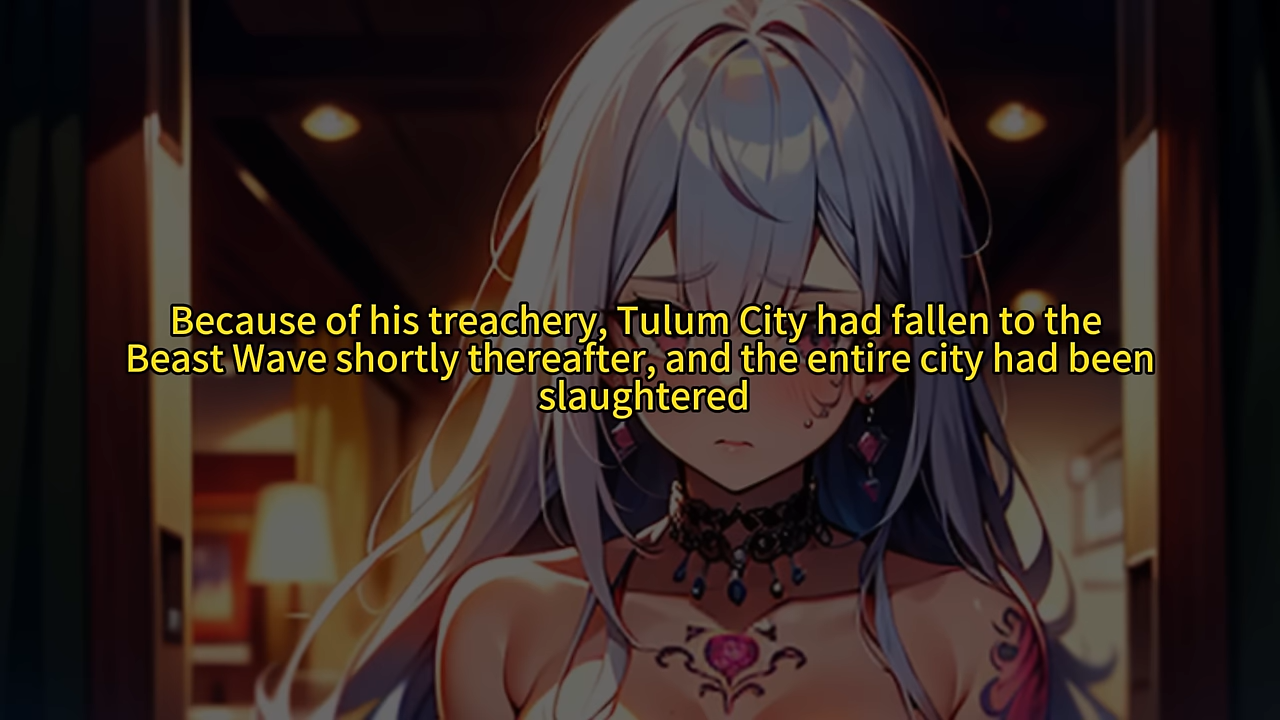 Because of his treachery, Tulum City had fallen to the
Beast Wave shortly thereafter, and the entire city had been
slaughtered